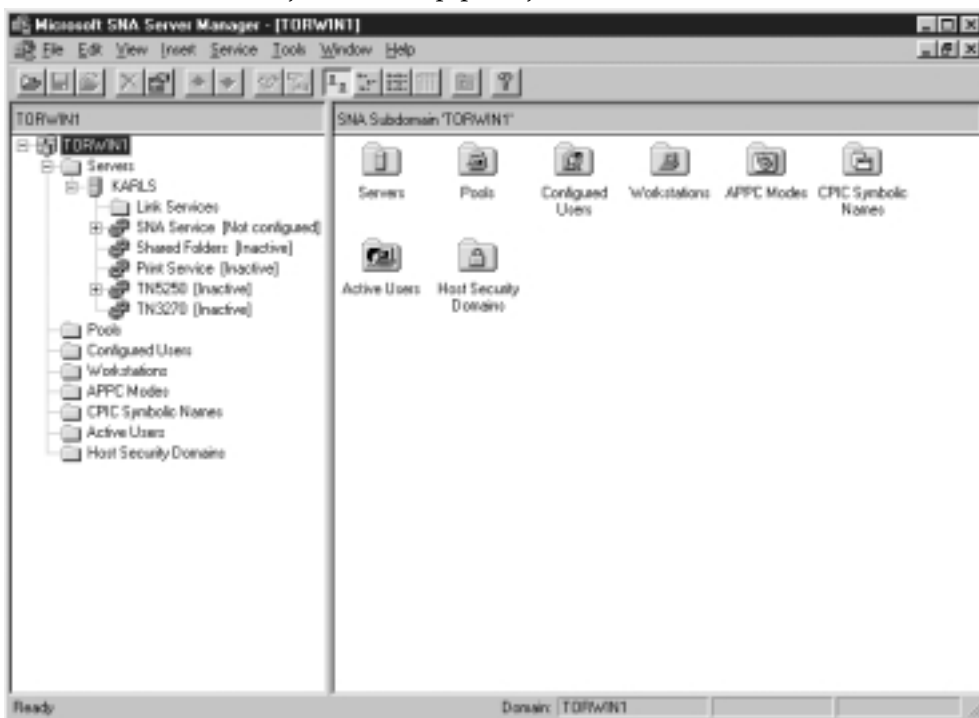 Microsoft SNA Server Manager - [TORWIN1]
File Edit View Insert Service Tools Window Help
TORWIN1
SNA Subdomain 'TORWIN1'
TORWIN1
Servers
KARLS
Link Services
SNA Service [Not configured]
Shared Folders [Inactive]
Print Service [Inactive]
TN5250 [Inactive]
TN3270 [Inactive]
Pools
Configured Users
Workstations
APPC Modes
CPIC Symbolic Names
Active Users
Host Security Domains
Servers Pools Configured Users Workstations APPC Modes CPIC Symbolic Names
Active Users Host Security Domains
Ready Domain: TORWIN1